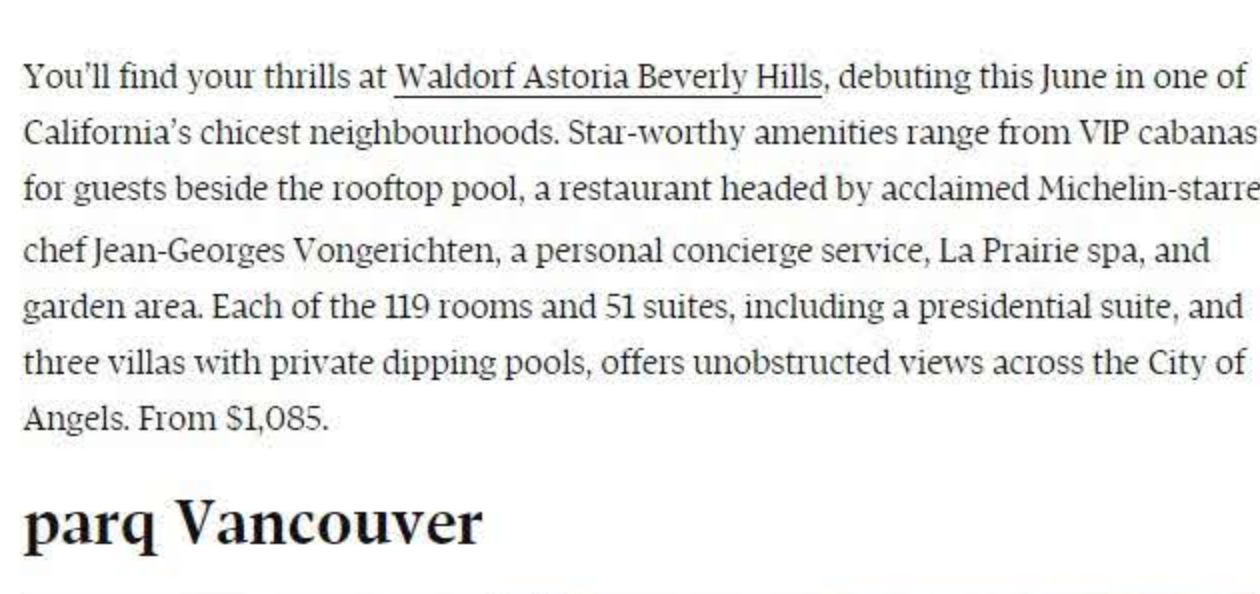 You'll find your thrills at Waldorf Astoria Beverly Hills, debuting this June in one of
California's chicest neighbourhoods. Star-worthy amenities range from VIP cabanas
for guests beside the rooftop pool, a restaurant headed by acclaimed Michelin-starre
chef Jean-Georges Vongerichten, a personal concierge service, La Prairie spa, and
garden area. Each of the 119 rooms and 51 suites, including a presidential suite, and
three villas with private dipping pools, offers unobstructed views across the City of
Angels. From $1,085.
parq Vancouver